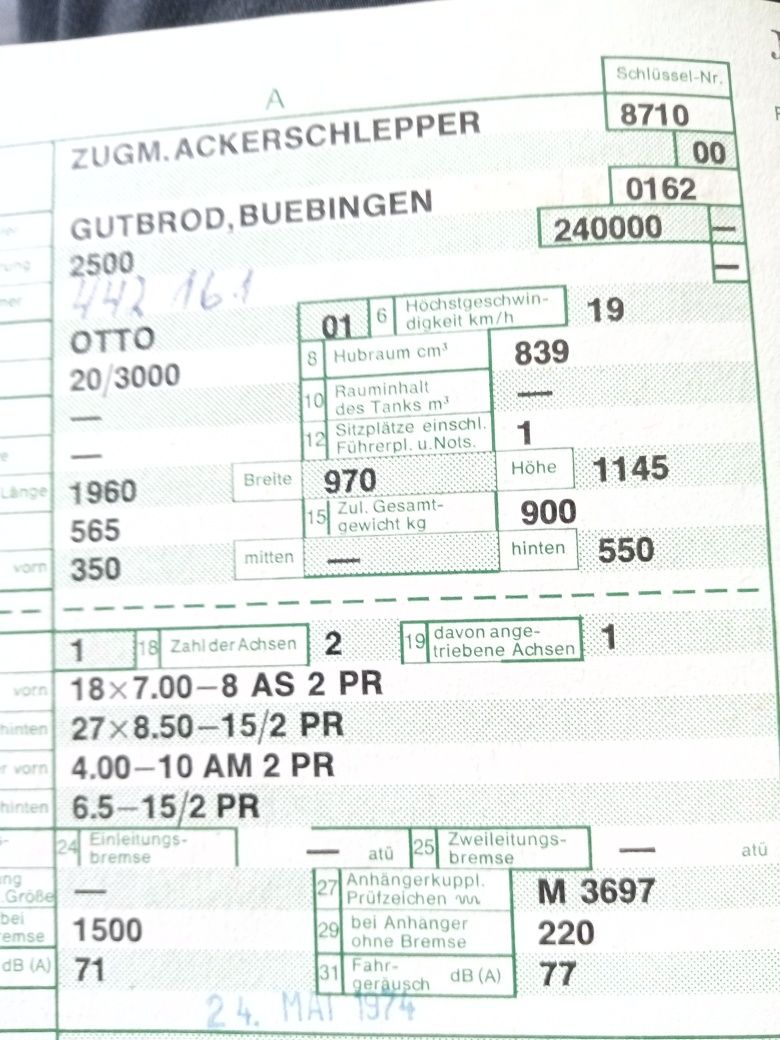 A
Schlüssel-Nr.
ZUGM.ACKERSCHLEPPER
8710
00
GUTBROD,BUEBINGEN
0162
2500
240000 —
—
442 161
OTTO 01 6 Höchstgeschwin-
digkeit km/h 19
20/3000 8 Hubraum cm³ 839
— 10 Rauminhalt
des Tanks m³ —
— 12 Sitzplätze einschl.
Führerpl. u. Nots. 1
Länge 1960 Breite 970 Höhe 1145
565 15 Zul. Gesamt-
gewicht kg 900
vorn 350 mitten — hinten 550
1 18 Zahl der Achsen 2 19 davon ange-
triebene Achsen 1
vorn 18×7.00–8 AS 2 PR
hinten 27×8.50–15/2 PR
vorn 4.00–10 AM 2 PR
hinten 6.5–15/2 PR
24 Einleitungs-
bremse — atü 25 Zweileitungs-
bremse — atü
Größe — 27 Anhängerkuppl.
Prüfzeichen M 3697
bei
1500 29 bei Anhänger
ohne Bremse 220
dB (A) 71 31 Fahr-
geräusch dB (A) 77
24. MAI 1974